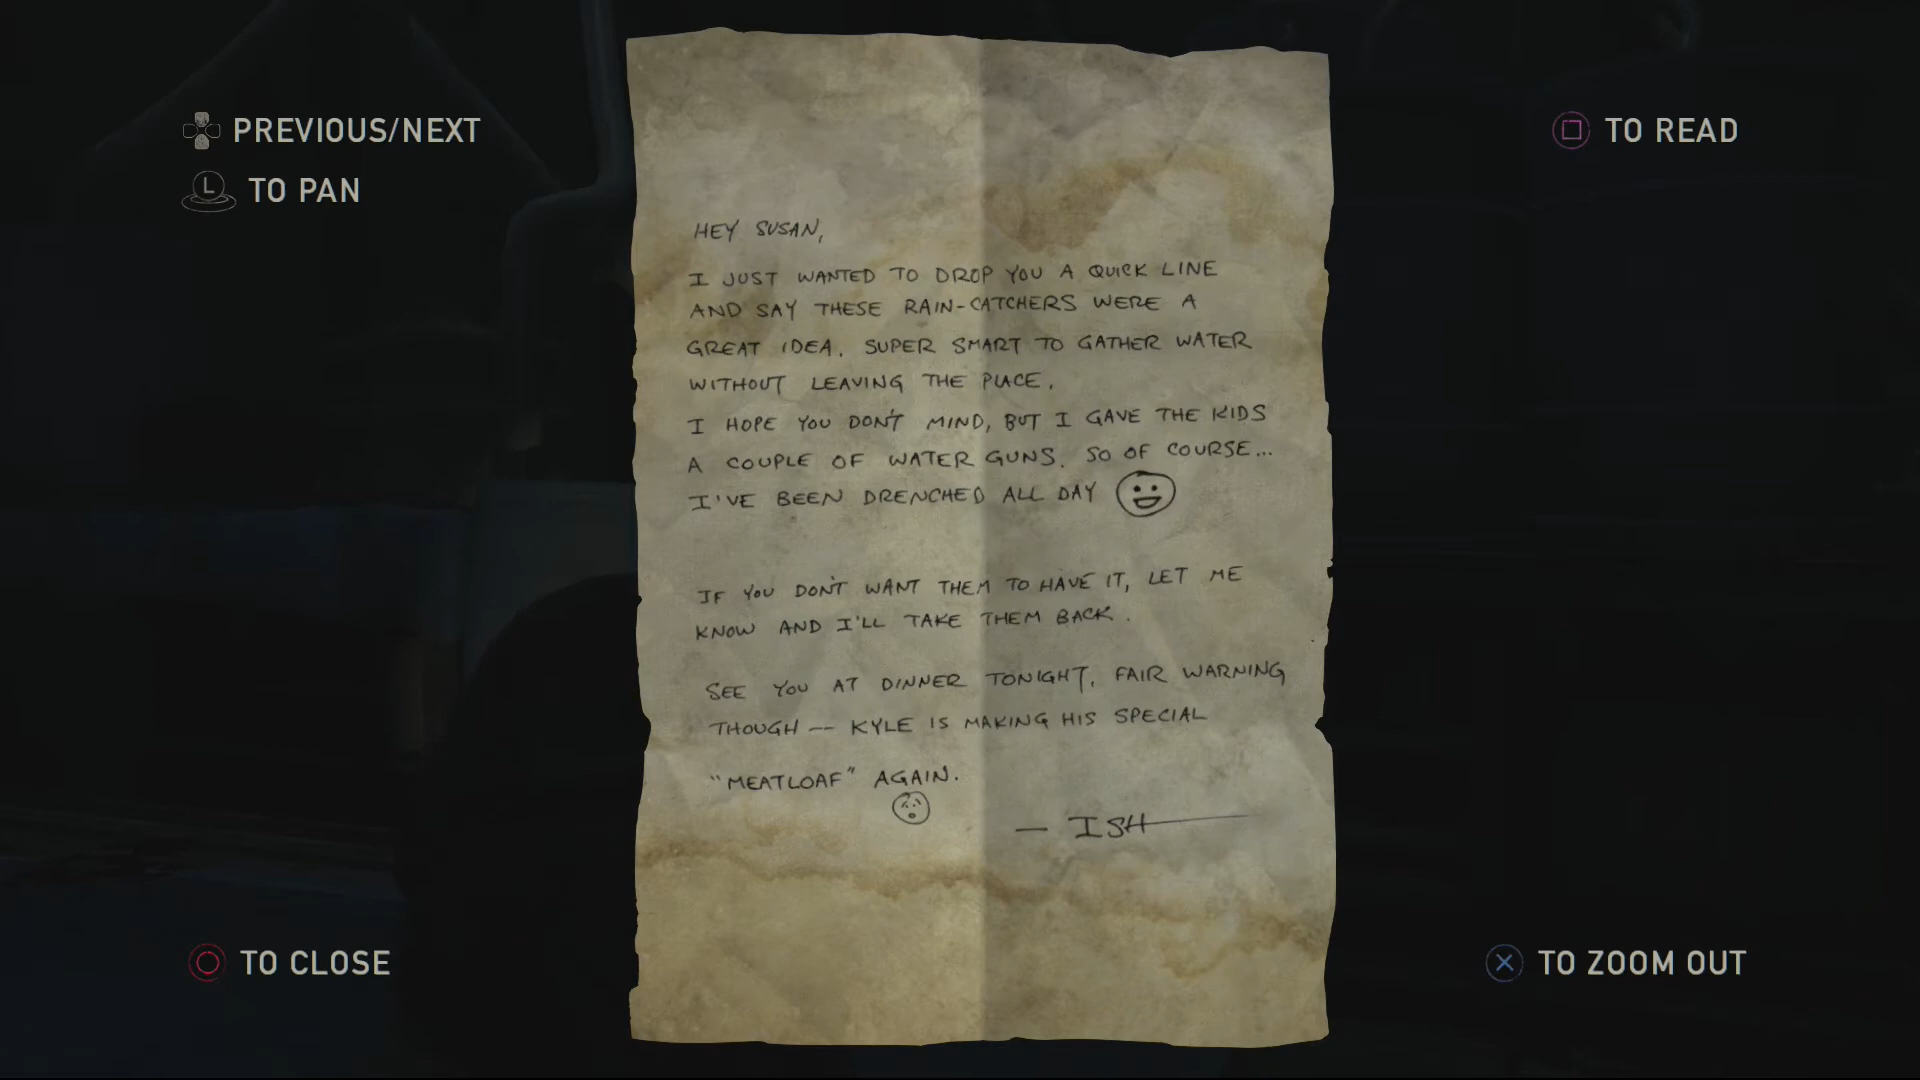 PREVIOUS/NEXT
L TO PAN
TO READ
HEY SUSAN,
I JUST WANTED TO DROP YOU A QUICK LINE
AND SAY THESE RAIN-CATCHERS WERE A
GREAT IDEA. SUPER SMART TO GATHER WATER
WITHOUT LEAVING THE PLACE.
I HOPE YOU DON'T MIND, BUT I GAVE THE KIDS
A COUPLE OF WATER GUNS. SO OF COURSE...
I'VE BEEN DRENCHED ALL DAY
IF YOU DON'T WANT THEM TO HAVE IT, LET ME
KNOW AND I'LL TAKE THEM BACK.
SEE YOU AT DINNER TONIGHT. FAIR WARNING
THOUGH -- KYLE IS MAKING HIS SPECIAL
"MEATLOAF" AGAIN.
— ISH
TO CLOSE
TO ZOOM OUT